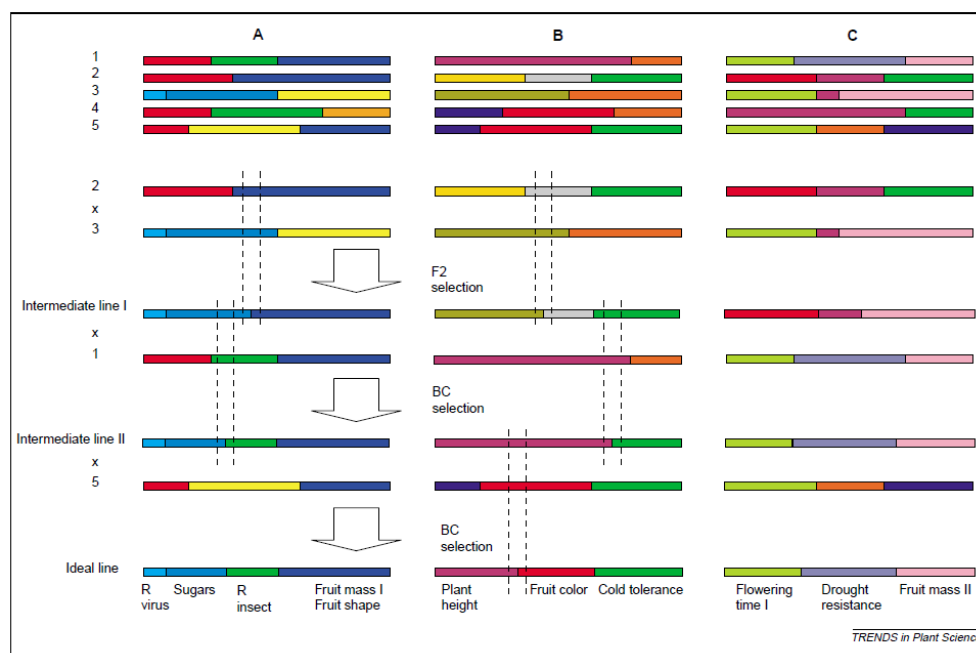 A B C
1
2
3
4
5
2
x
3
F2
selection
Intermediate line I
x
1
BC
selection
Intermediate line II
x
5
BC
selection
Ideal line
R
virus
Sugars
R
insect
Fruit mass I
Fruit shape
Plant
height
Fruit color
Cold tolerance
Flowering
time I
Drought
resistance
Fruit mass II
TRENDS in Plant Science